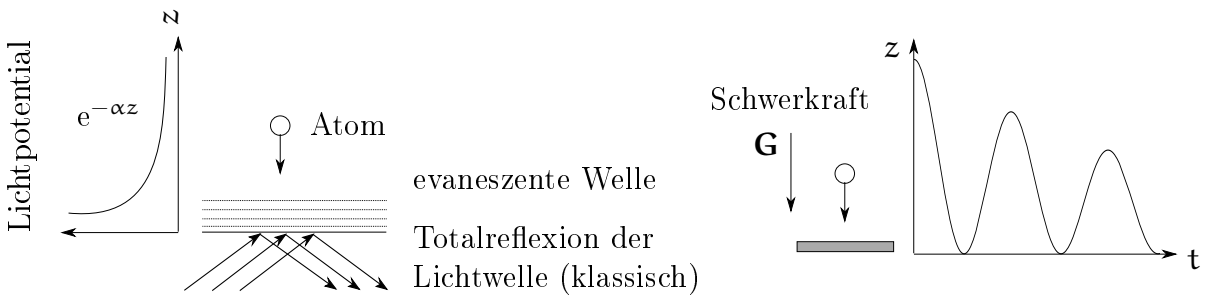 Lichtpotential
z
e^{-αz}
Atom
evaneszente Welle
Totalreflexion der
Lichtwelle (klassisch)
Schwerkraft
G
z
t